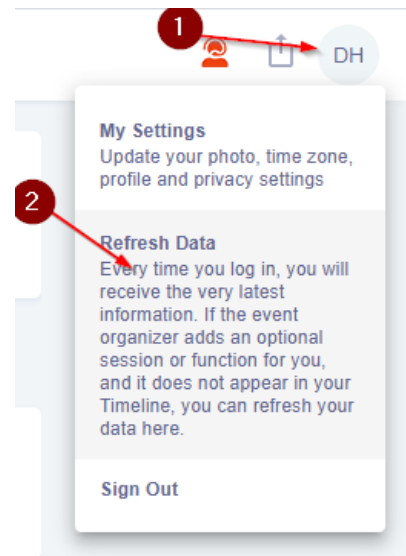 1
DH
My Settings
Update your photo, time zone,
profile and privacy settings
2
Refresh Data
Every time you log in, you will
receive the very latest
information. If the event
organizer adds an optional
session or function for you,
and it does not appear in your
Timeline, you can refresh your
data here.
Sign Out